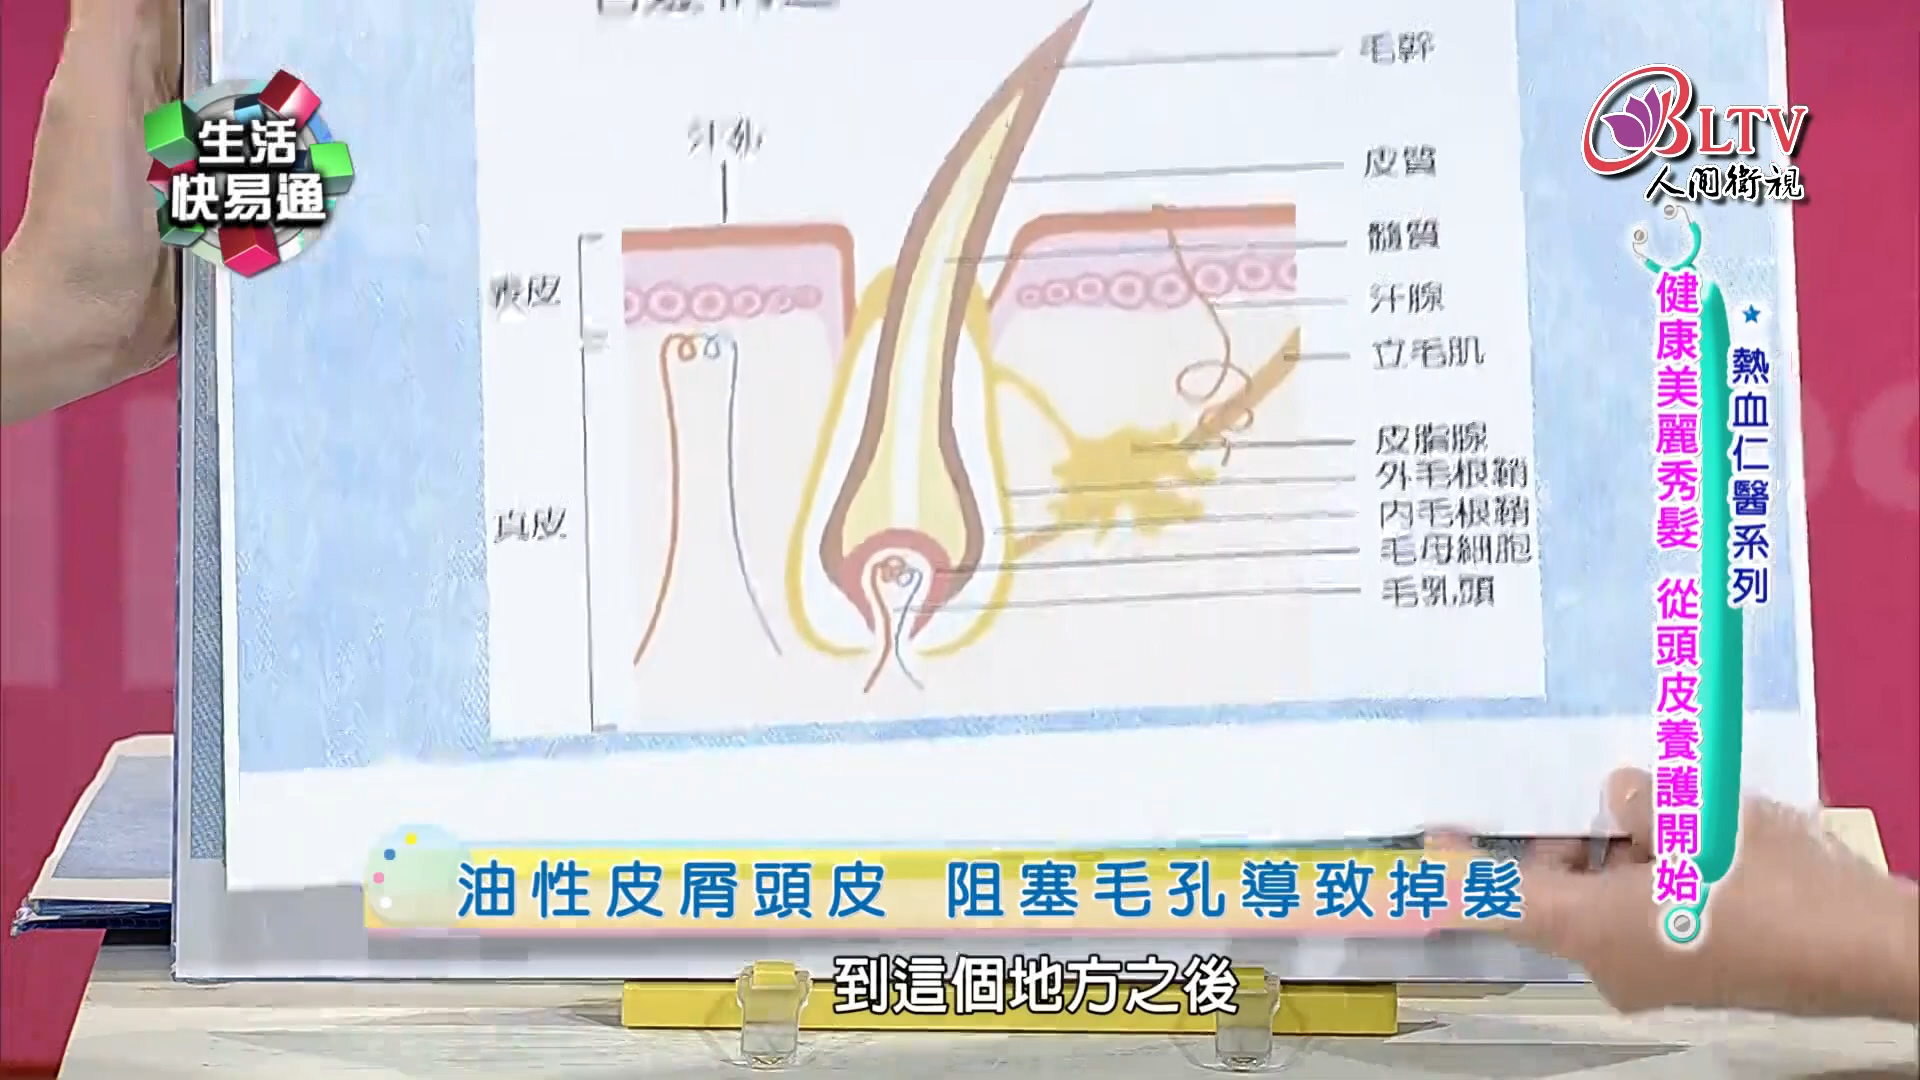 生活
快易通
BLTV
人間衛視
熱血仁醫系列
健康美麗秀髮 從頭皮養護開始
汗孔
表皮
真皮
毛幹
皮質
髓質
汗腺
立毛肌
皮脂腺
外毛根鞘
內毛根鞘
毛母細胞
毛乳頭
油性皮屑頭皮 阻塞毛孔導致掉髮
到這個地方之後